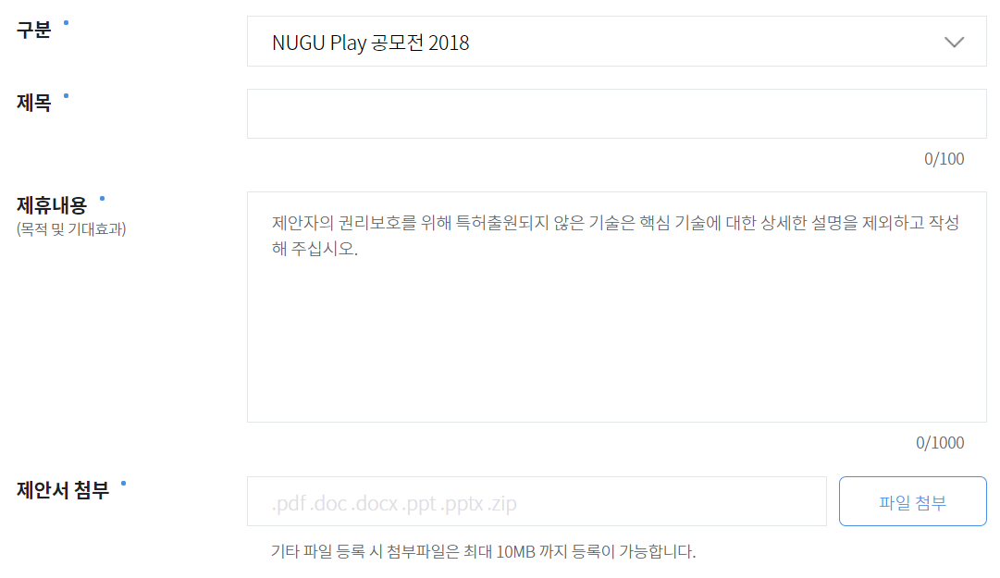 구분
NUGU Play 공모전 2018
제목
0/100
제휴내용
(목적 및 기대효과)
제안자의 권리보호를 위해 특허출원되지 않은 기술은 핵심 기술에 대한 상세한 설명을 제외하고 작성
해 주십시오.
0/1000
제안서 첨부
.pdf .doc .docx .ppt .pptx .zip
파일 첨부
기타 파일 등록 시 첨부파일은 최대 10MB 까지 등록이 가능합니다.